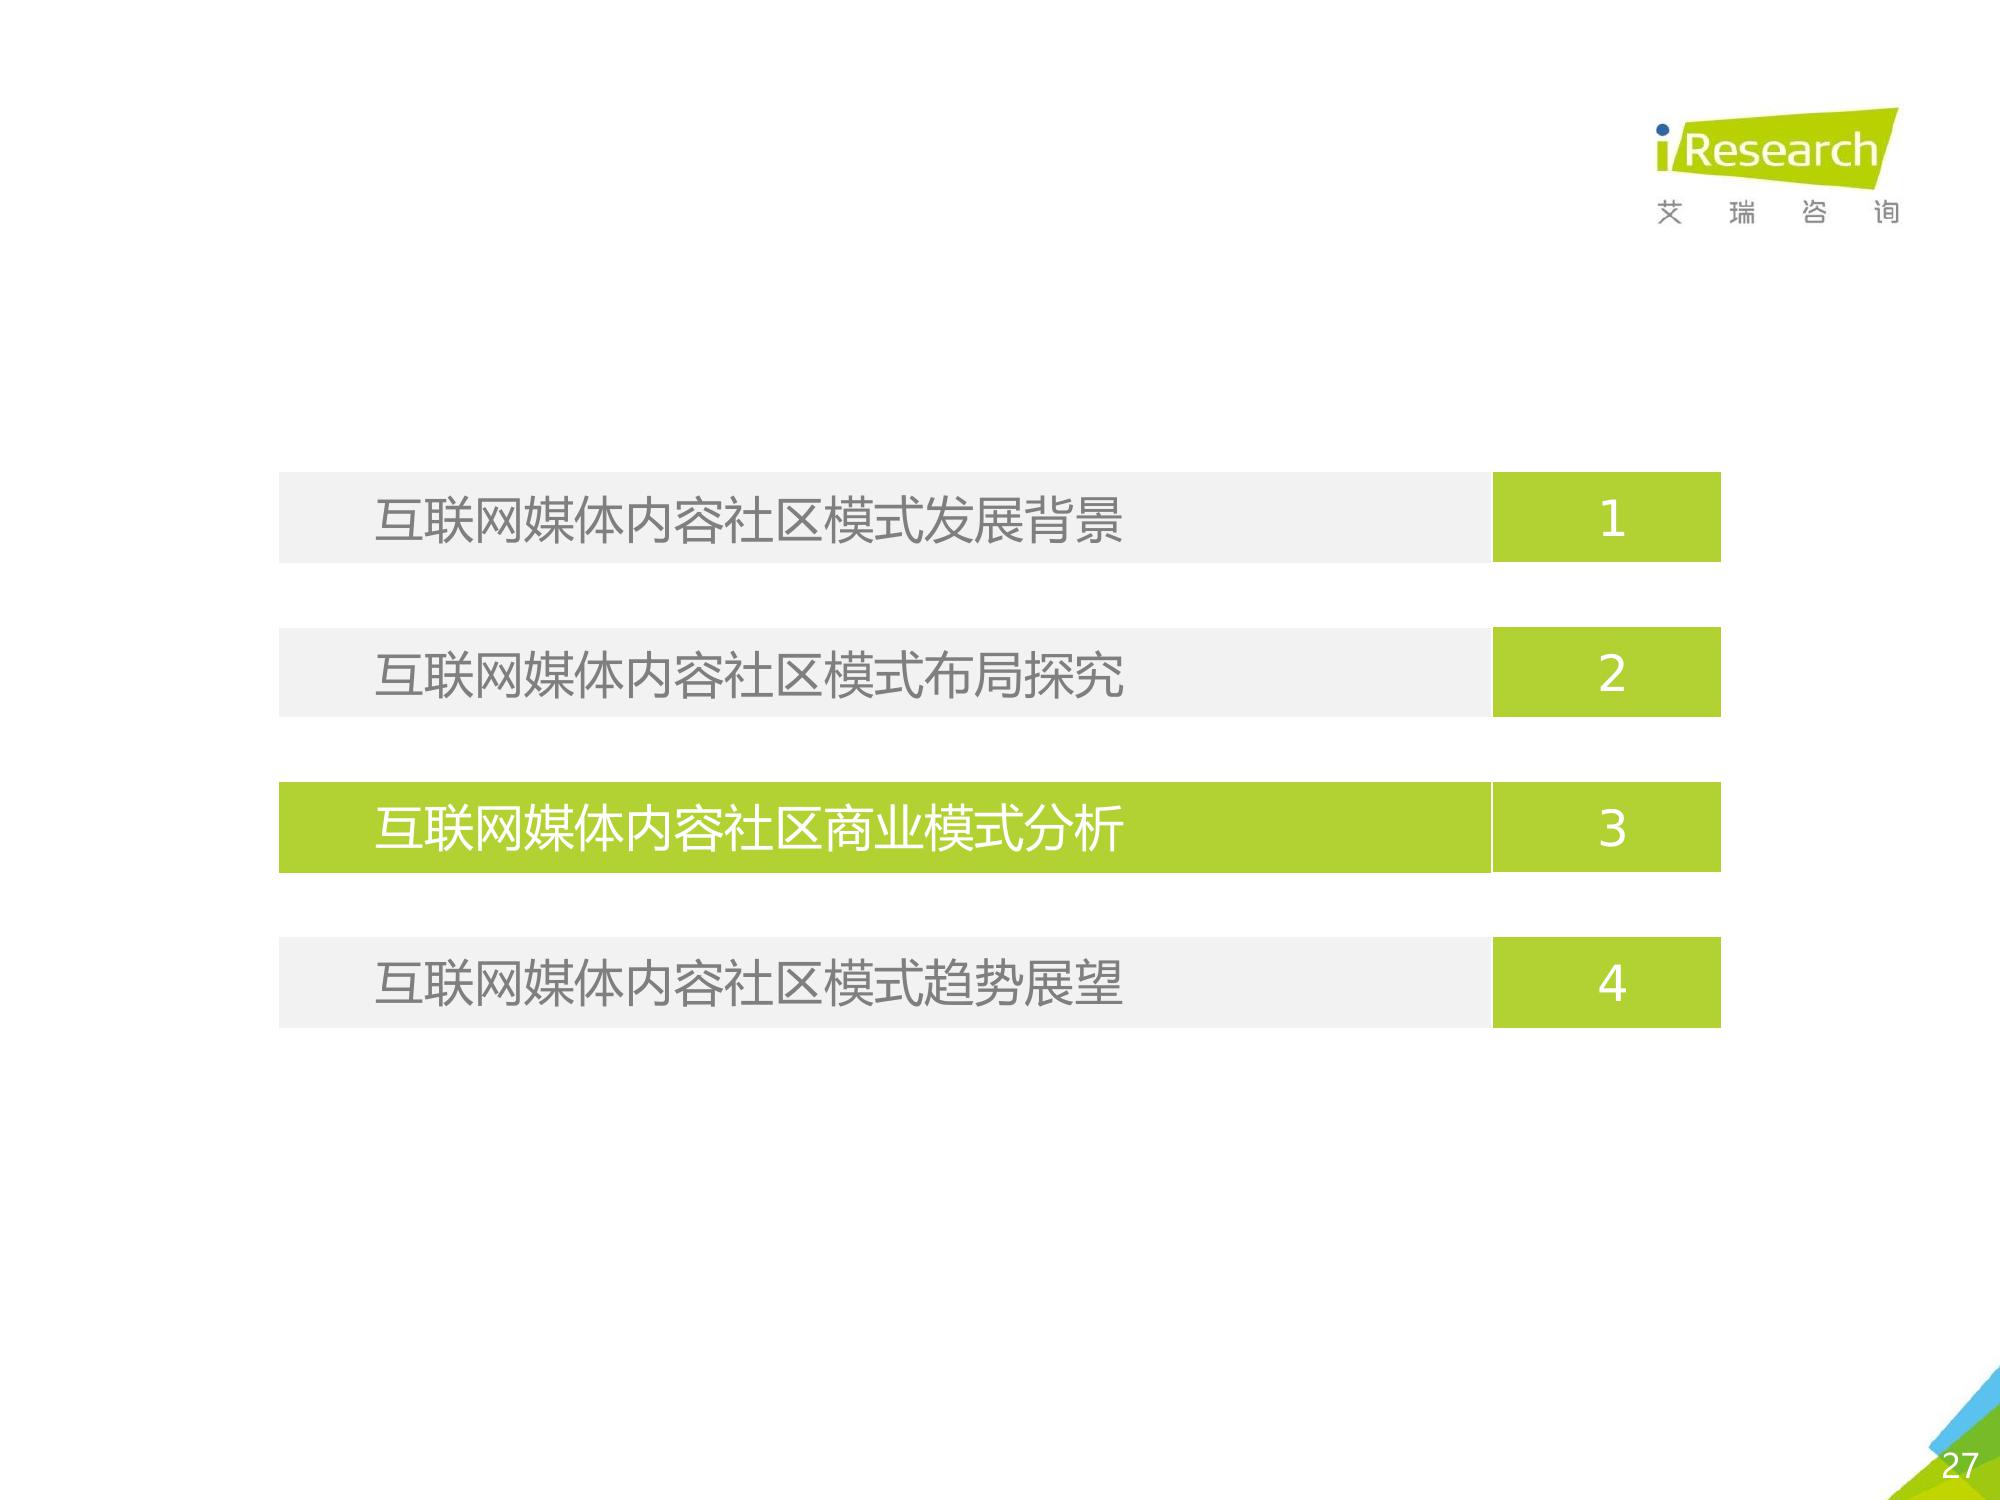 iResearch
艾瑞咨询
互联网媒体内容社区模式发展背景 1
互联网媒体内容社区模式布局探究 2
互联网媒体内容社区商业模式分析 3
互联网媒体内容社区模式趋势展望 4
27